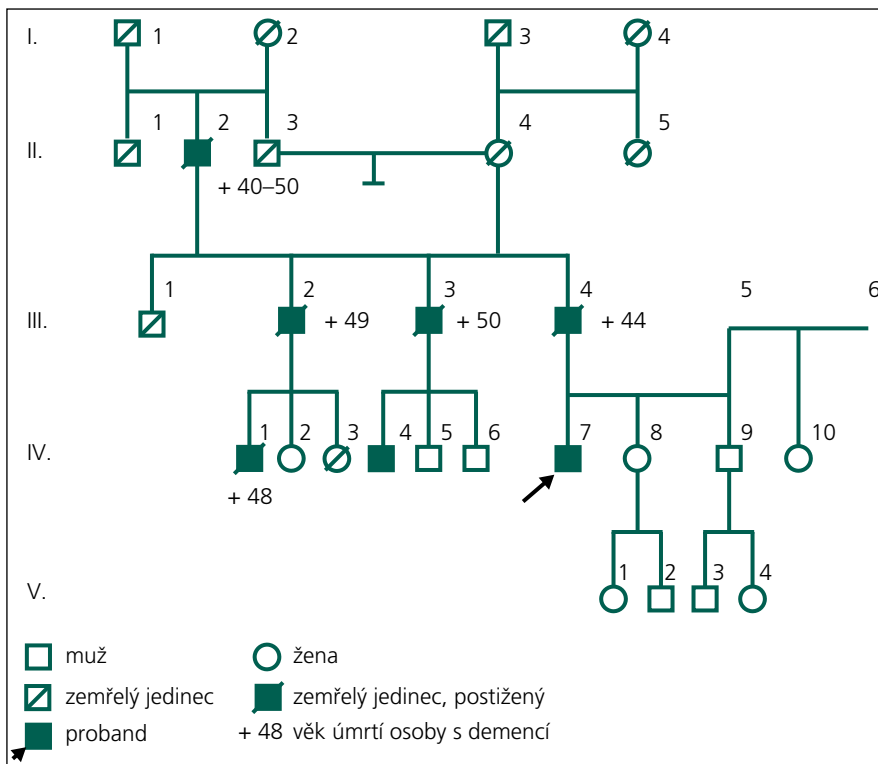 I. 1 2 3 4
1 2 3 4 5
II.
+ 40–50
1 2 3 4 5 6
III. + 49 + 50 + 44
1 2 3 4 5 6 7 8 9 10
IV.
+ 48
1 2 3 4
V.
muž žena
zemřelý jedinec zemřelý jedinec, postižený
proband + 48 věk úmrtí osoby s demencí